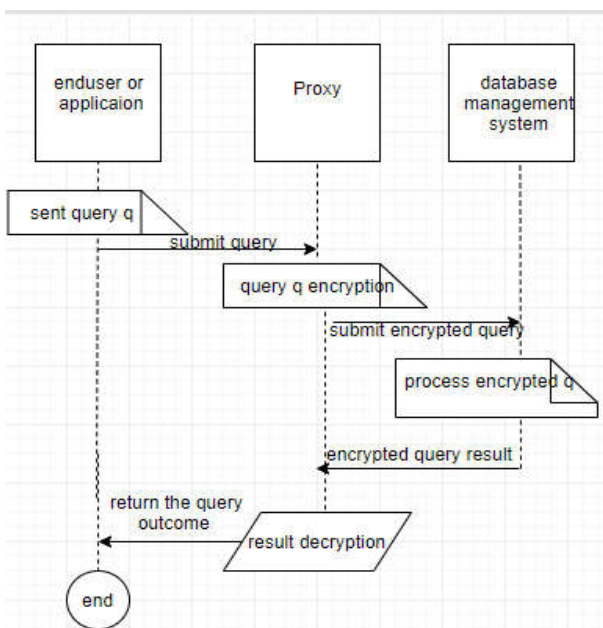 enduser or
applicaion
Proxy
database
management
system
sent query q
submit query
query q encryption
submit encrypted query
process encrypted q
encrypted query result
return the query
outcome
result decryption
end